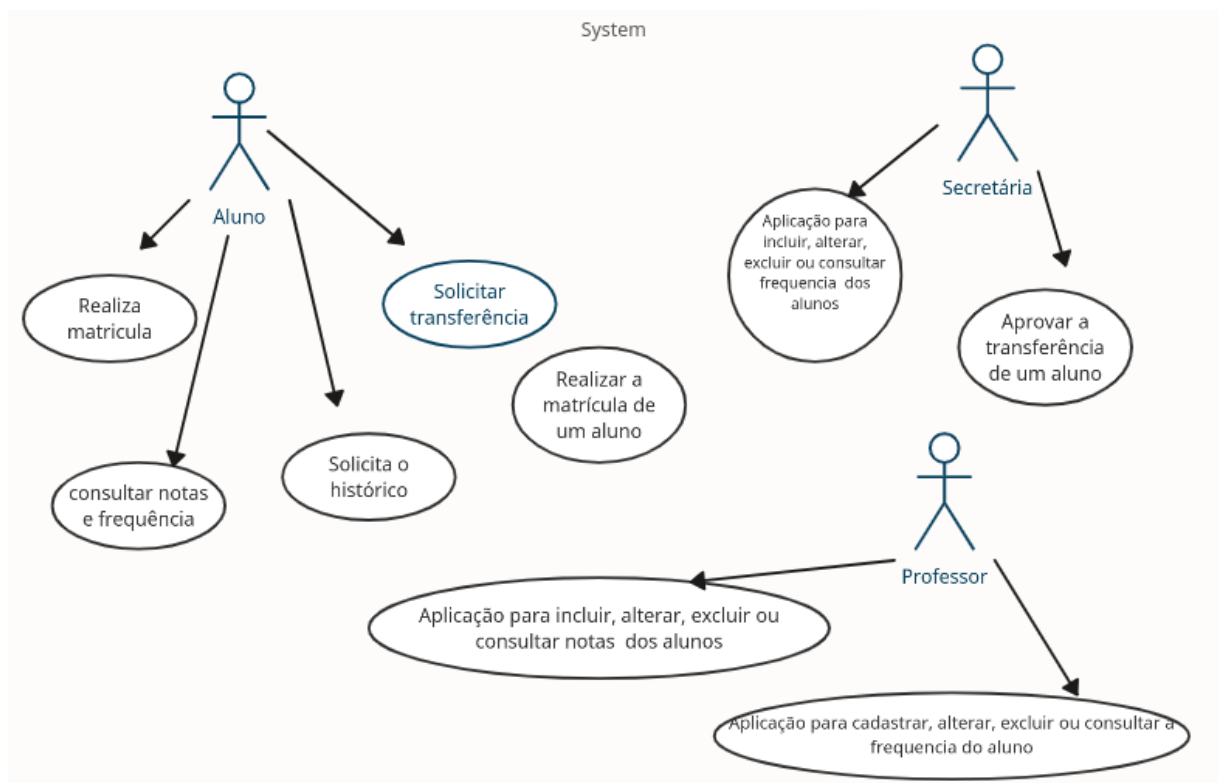 System
Aluno
Secretária
Realiza
matricula
consultar notas
e frequência
Solicita o
histórico
Solicitar
transferência
Realizar a
matrícula de
um aluno
Aplicação para
incluir, alterar,
excluir ou consultar
frequencia dos
alunos
Aprovar a
transferência
de um aluno
Professor
Aplicação para incluir, alterar, excluir ou
consultar notas dos alunos
Aplicação para cadastrar, alterar, excluir ou consultar a
frequencia do aluno